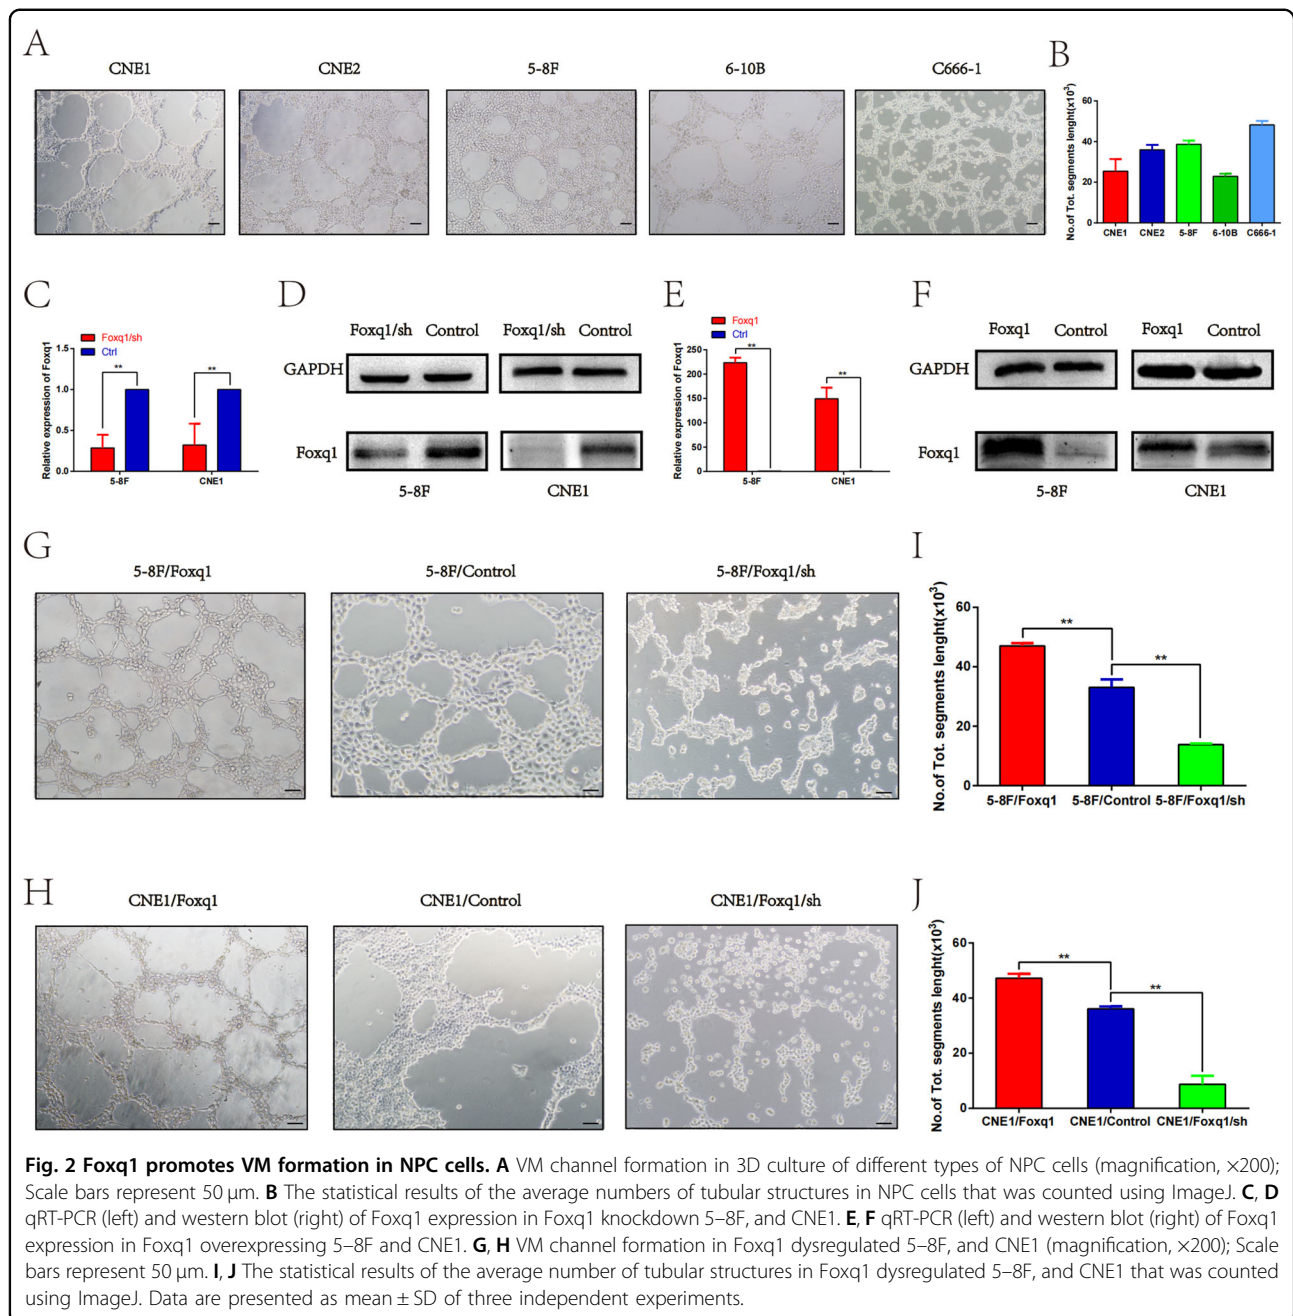 A
CNE1 CNE2 5-8F 6-10B C666-1
B
No.of Tot. segments lenght(x10³)
60
40
20
0
CNE1 CNE2 5-8F 6-10B C666-1
C
Foxq1/sh
Ctrl
Relative expression of Foxq1
1.5
1.0
0.5
0.0
**
**
5-8F CNE1
D
Foxq1/sh Control Foxq1/sh Control
GAPDH
Foxq1
5-8F CNE1
E
Foxq1
Ctrl
Relative expression of Foxq1
250
200
150
100
50
0
**
**
5-8F CNE1
F
Foxq1 Control Foxq1 Control
GAPDH
Foxq1
5-8F CNE1
G
5-8F/Foxq1 5-8F/Control 5-8F/Foxq1/sh
I
No.of Tot. segments lenght(x10³)
60
40
20
0
**
**
5-8F/Foxq1 5-8F/Control 5-8F/Foxq1/sh
H
CNE1/Foxq1 CNE1/Control CNE1/Foxq1/sh
J
No.of Tot. segments lenght(x10³)
60
40
20
0
**
**
CNE1/Foxq1 CNE1/Control CNE1/Foxq1/sh
Fig. 2 Foxq1 promotes VM formation in NPC cells. A VM channel formation in 3D culture of different types of NPC cells (magnification, ×200);
Scale bars represent 50 μm. B The statistical results of the average numbers of tubular structures in NPC cells that was counted using ImageJ. C, D
qRT-PCR (left) and western blot (right) of Foxq1 expression in Foxq1 knockdown 5–8F, and CNE1. E, F qRT-PCR (left) and western blot (right) of Foxq1
expression in Foxq1 overexpressing 5–8F and CNE1. G, H VM channel formation in Foxq1 dysregulated 5–8F, and CNE1 (magnification, ×200); Scale
bars represent 50 μm. I, J The statistical results of the average number of tubular structures in Foxq1 dysregulated 5–8F, and CNE1 that was counted
using ImageJ. Data are presented as mean ± SD of three independent experiments.